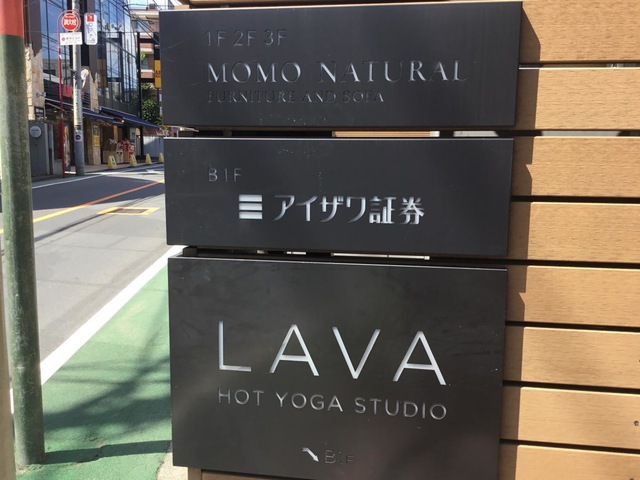 1F 2F 3F
MOMO NATURAL
FURNITURE AND SOFA
B1F
アイザワ証券
LAVA
HOT YOGA STUDIO
B1F